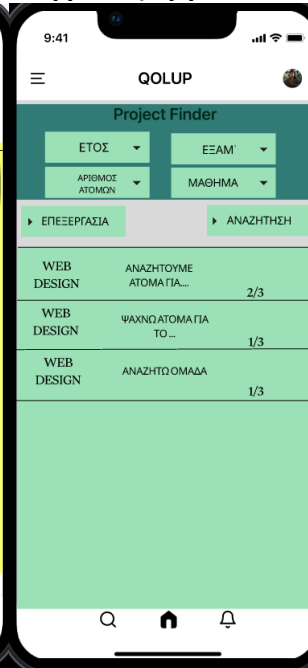 9:41
QOLUP
Project Finder
ΕΤΟΣ
ΕΞΑΜ
ΑΡΙΘΜΟΣ
ΑΤΟΜΩΝ
ΜΑΘΗΜΑ
ΕΠΕΞΕΡΓΑΣΙΑ
ΑΝΑΖΗΤΗΣΗ
WEB
DESIGN
ΑΝΑΖΗΤΟΥΜΕ
ΑΤΟΜΑ ΓΙΑ....
2/3
WEB
DESIGN
ΨΑΧΝΩ ΑΤΟΜΑ ΓΙΑ
ΤΟ ...
1/3
WEB
DESIGN
ΑΝΑΖΗΤΩ ΟΜΑΔΑ
1/3